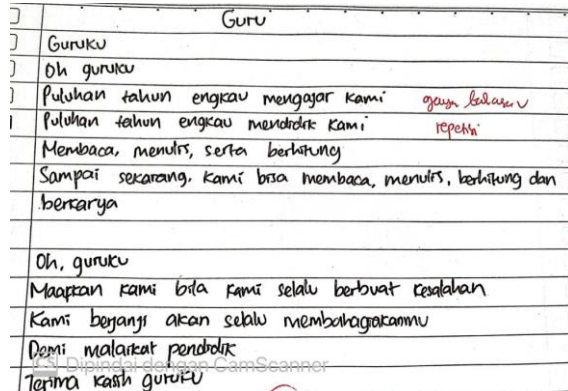 Guru
Guruku
Oh guruku
Puluhan tahun engkau mengajar kami gaya bahasa
Puluhan tahun engkau mendidik kami repetisi
Membaca, menulis, serta berhitung
Sampai sekarang, kami bisa membaca, menulis, berhitung dan
berkarya
Oh, guruku
Maafkan kami bila kami selalu berbuat kesalahan
Kami berjanji akan selalu membahagiakanmu
Demi malaikat pendidik
CS Dipindai dengan CamScanner
Terima kasih guruku